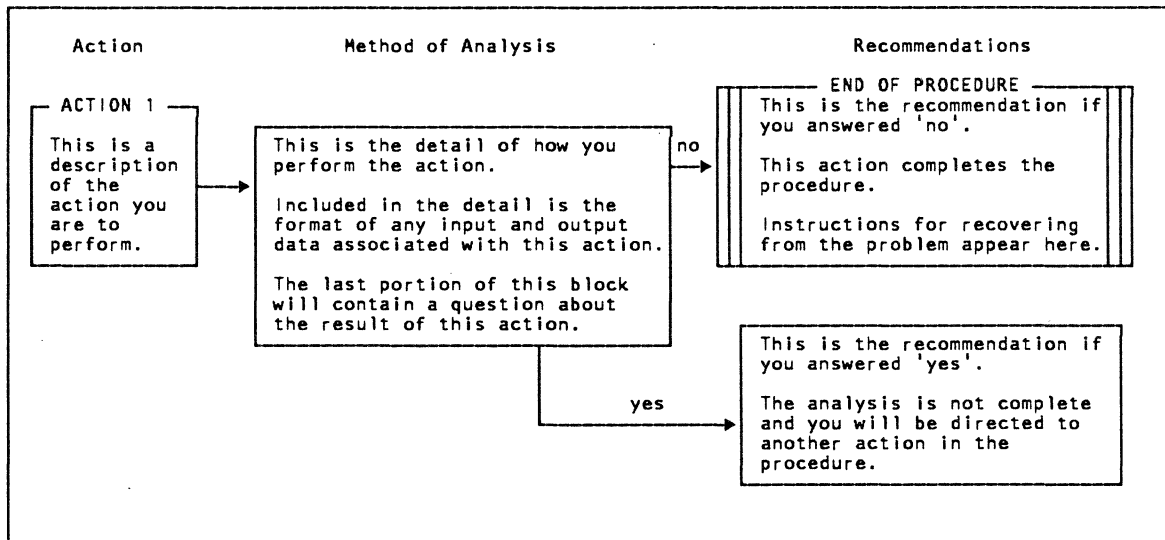 Action Method of Analysis Recommendations
ACTION 1
This is a
description
of the
action you
are to
perform.
This is the detail of how you
perform the action.
Included in the detail is the
format of any input and output
data associated with this action.
The last portion of this block
will contain a question about
the result of this action.
no
END OF PROCEDURE
This is the recommendation if
you answered 'no'.
This action completes the
procedure.
Instructions for recovering
from the problem appear here.
yes
This is the recommendation if
you answered 'yes'.
The analysis is not complete
and you will be directed to
another action in the
procedure.